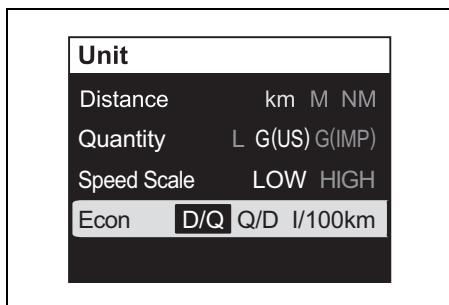 Unit
Distance km M NM
Quantity L G(US) G(IMP)
Speed Scale LOW HIGH
Econ D/Q Q/D l/100km